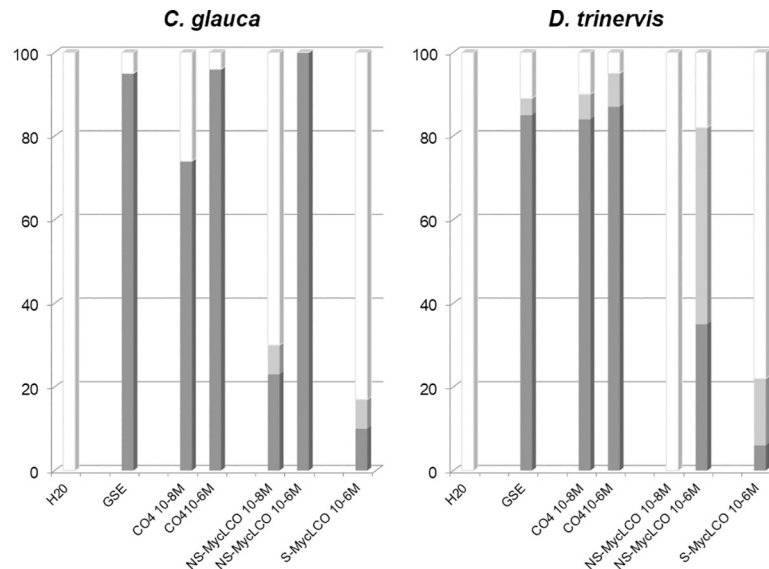 C. glauca
100
80
60
40
20
0
H20
GSE
CO4 10-8M
CO410-6M
NS-MycLCO 10-8M
NS-MycLCO 10-6M
S-MycLCO 10-6M
D. trinervis
100
80
60
40
20
0
H20
GSE
CO4 10-8M
CO410-6M
NS-MycLCO 10-8M
NS-MycLCO 10-6M
S-MycLCO 10-6M